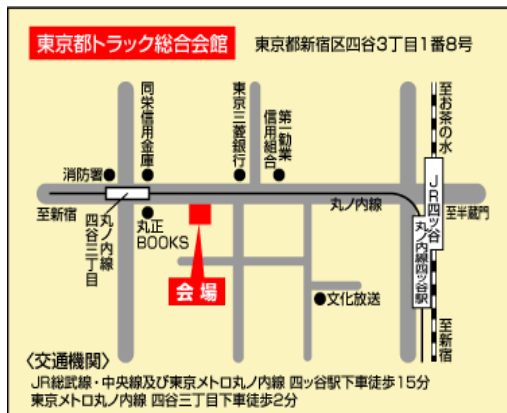 東京都トラック総合会館
東京都新宿区四谷3丁目1番8号
同栄信用金庫
東京三菱銀行
第一勧業
信用組合
至お茶の水
消防署
丸ノ内線
JR四ッ谷
至新宿
丸ノ内線
四谷三丁目
丸正
BOOKS
会場
至半蔵門
丸ノ内線四ッ谷駅
文化放送
至新宿
〈交通機関〉
JR総武線・中央線及び東京メトロ丸ノ内線 四ッ谷駅下車徒歩15分
東京メトロ丸ノ内線 四谷三丁目下車徒歩2分